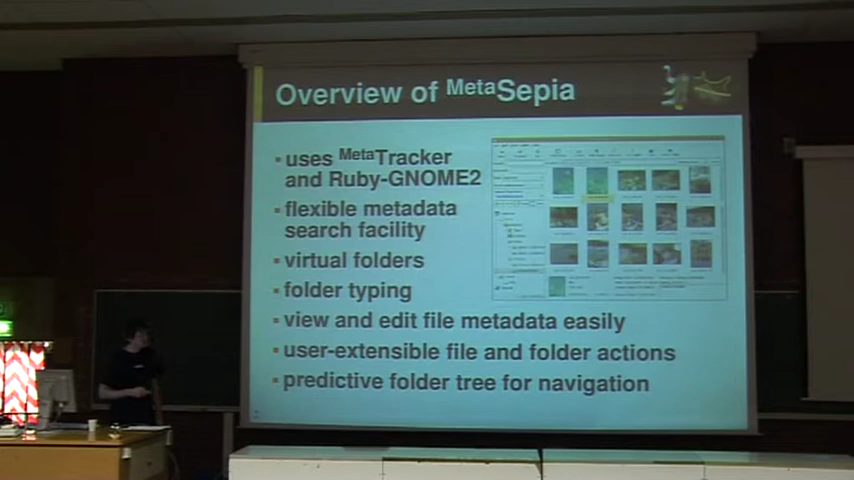 Overview of MetaSepia
▪ uses MetaTracker
and Ruby-GNOME2
▪ flexible metadata
search facility
▪ virtual folders
▪ folder typing
▪ view and edit file metadata easily
▪ user-extensible file and folder actions
▪ predictive folder tree for navigation